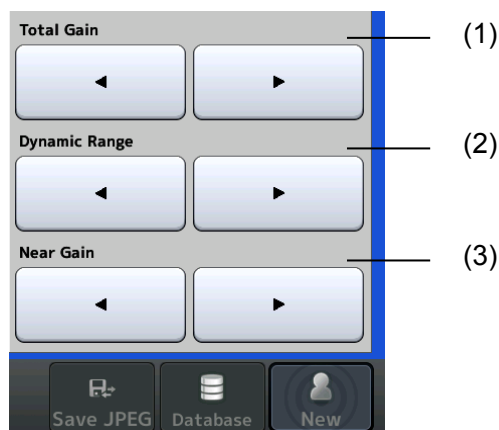 Total Gain (1)
Dynamic Range (2)
Near Gain (3)
Save JPEG Database New